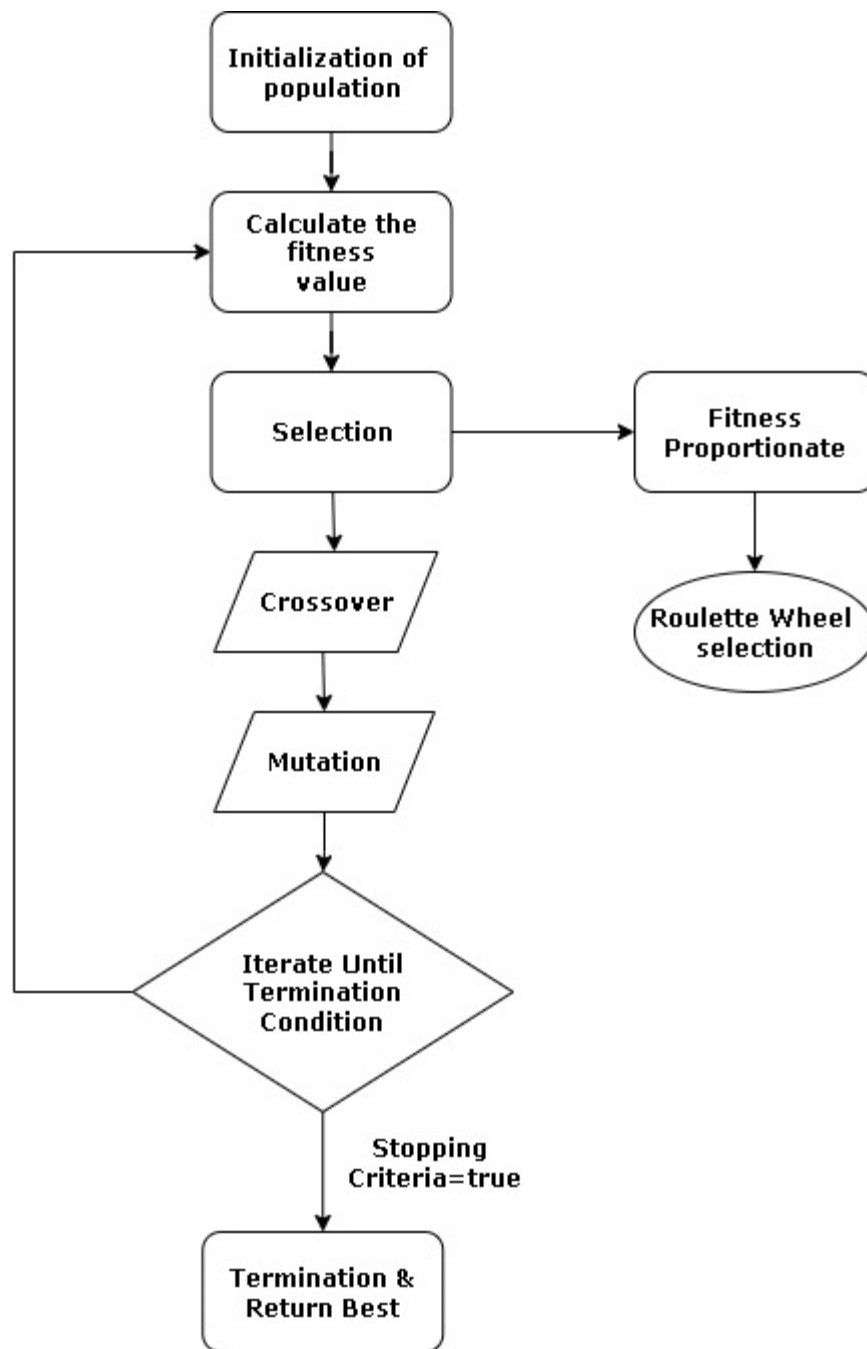 Initialization of
population
Calculate the
fitness
value
Selection
Fitness
Proportionate
Crossover
Roulette Wheel
selection
Mutation
Iterate Until
Termination
Condition
Stopping
Criteria=true
Termination &
Return Best